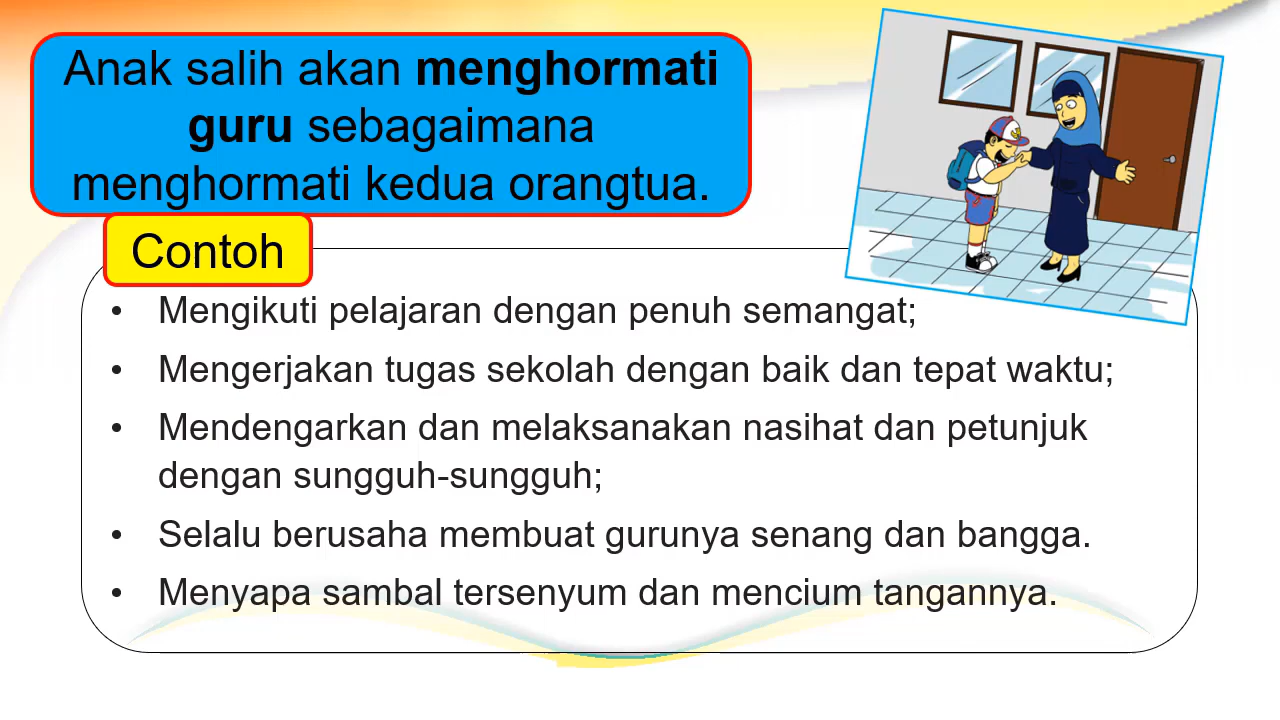 Anak salih akan menghormati
guru sebagaimana
menghormati kedua orangtua.
Contoh
• Mengikuti pelajaran dengan penuh semangat;
• Mengerjakan tugas sekolah dengan baik dan tepat waktu;
• Mendengarkan dan melaksanakan nasihat dan petunjuk
dengan sungguh-sungguh;
• Selalu berusaha membuat gurunya senang dan bangga.
• Menyapa sambal tersenyum dan mencium tangannya.